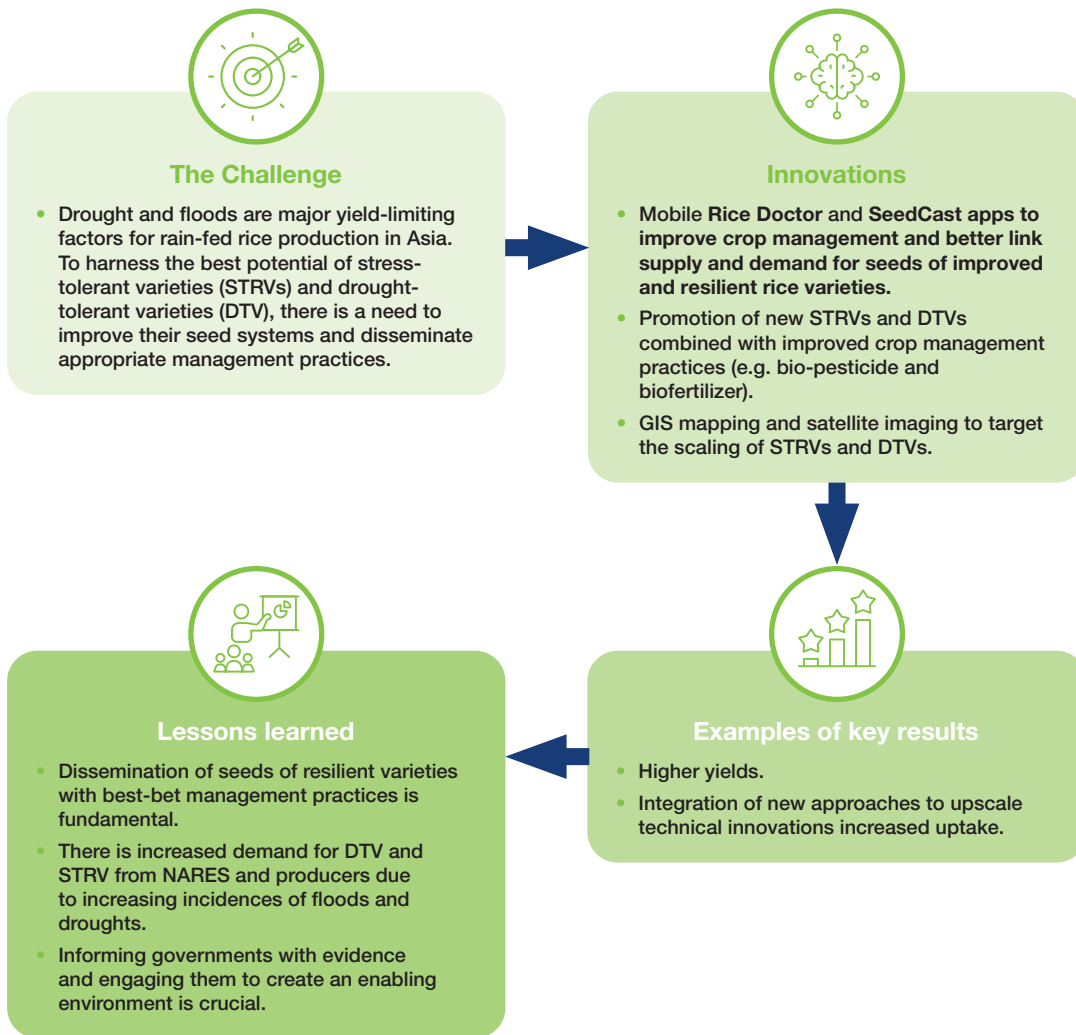 The Challenge
• Drought and floods are major yield-limiting
factors for rain-fed rice production in Asia.
To harness the best potential of stress-
tolerant varieties (STRVs) and drought-
tolerant varieties (DTV), there is a need to
improve their seed systems and disseminate
appropriate management practices.
Innovations
• Mobile Rice Doctor and SeedCast apps to
improve crop management and better link
supply and demand for seeds of improved
and resilient rice varieties.
• Promotion of new STRVs and DTVs
combined with improved crop management
practices (e.g. bio-pesticide and
biofertilizer).
• GIS mapping and satellite imaging to target
the scaling of STRVs and DTVs.
Examples of key results
• Higher yields.
• Integration of new approaches to upscale
technical innovations increased uptake.
Lessons learned
• Dissemination of seeds of resilient varieties
with best-bet management practices is
fundamental.
• There is increased demand for DTV and
STRV from NARES and producers due
to increasing incidences of floods and
droughts.
• Informing governments with evidence
and engaging them to create an enabling
environment is crucial.